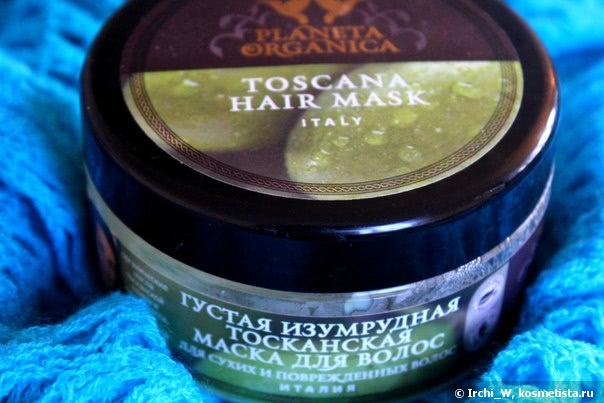 PLANETA
ORGANICA
TOSCANA
HAIR MASK
ITALY
ГУСТАЯ ИЗУМРУДНАЯ
ТОСКАНСКАЯ
МАСКА ДЛЯ ВОЛОС
ДЛЯ СУХИХ И ПОВРЕЖДЕННЫХ ВОЛОС
ИТАЛИЯ
© Irchi_W, kosmetista.ru